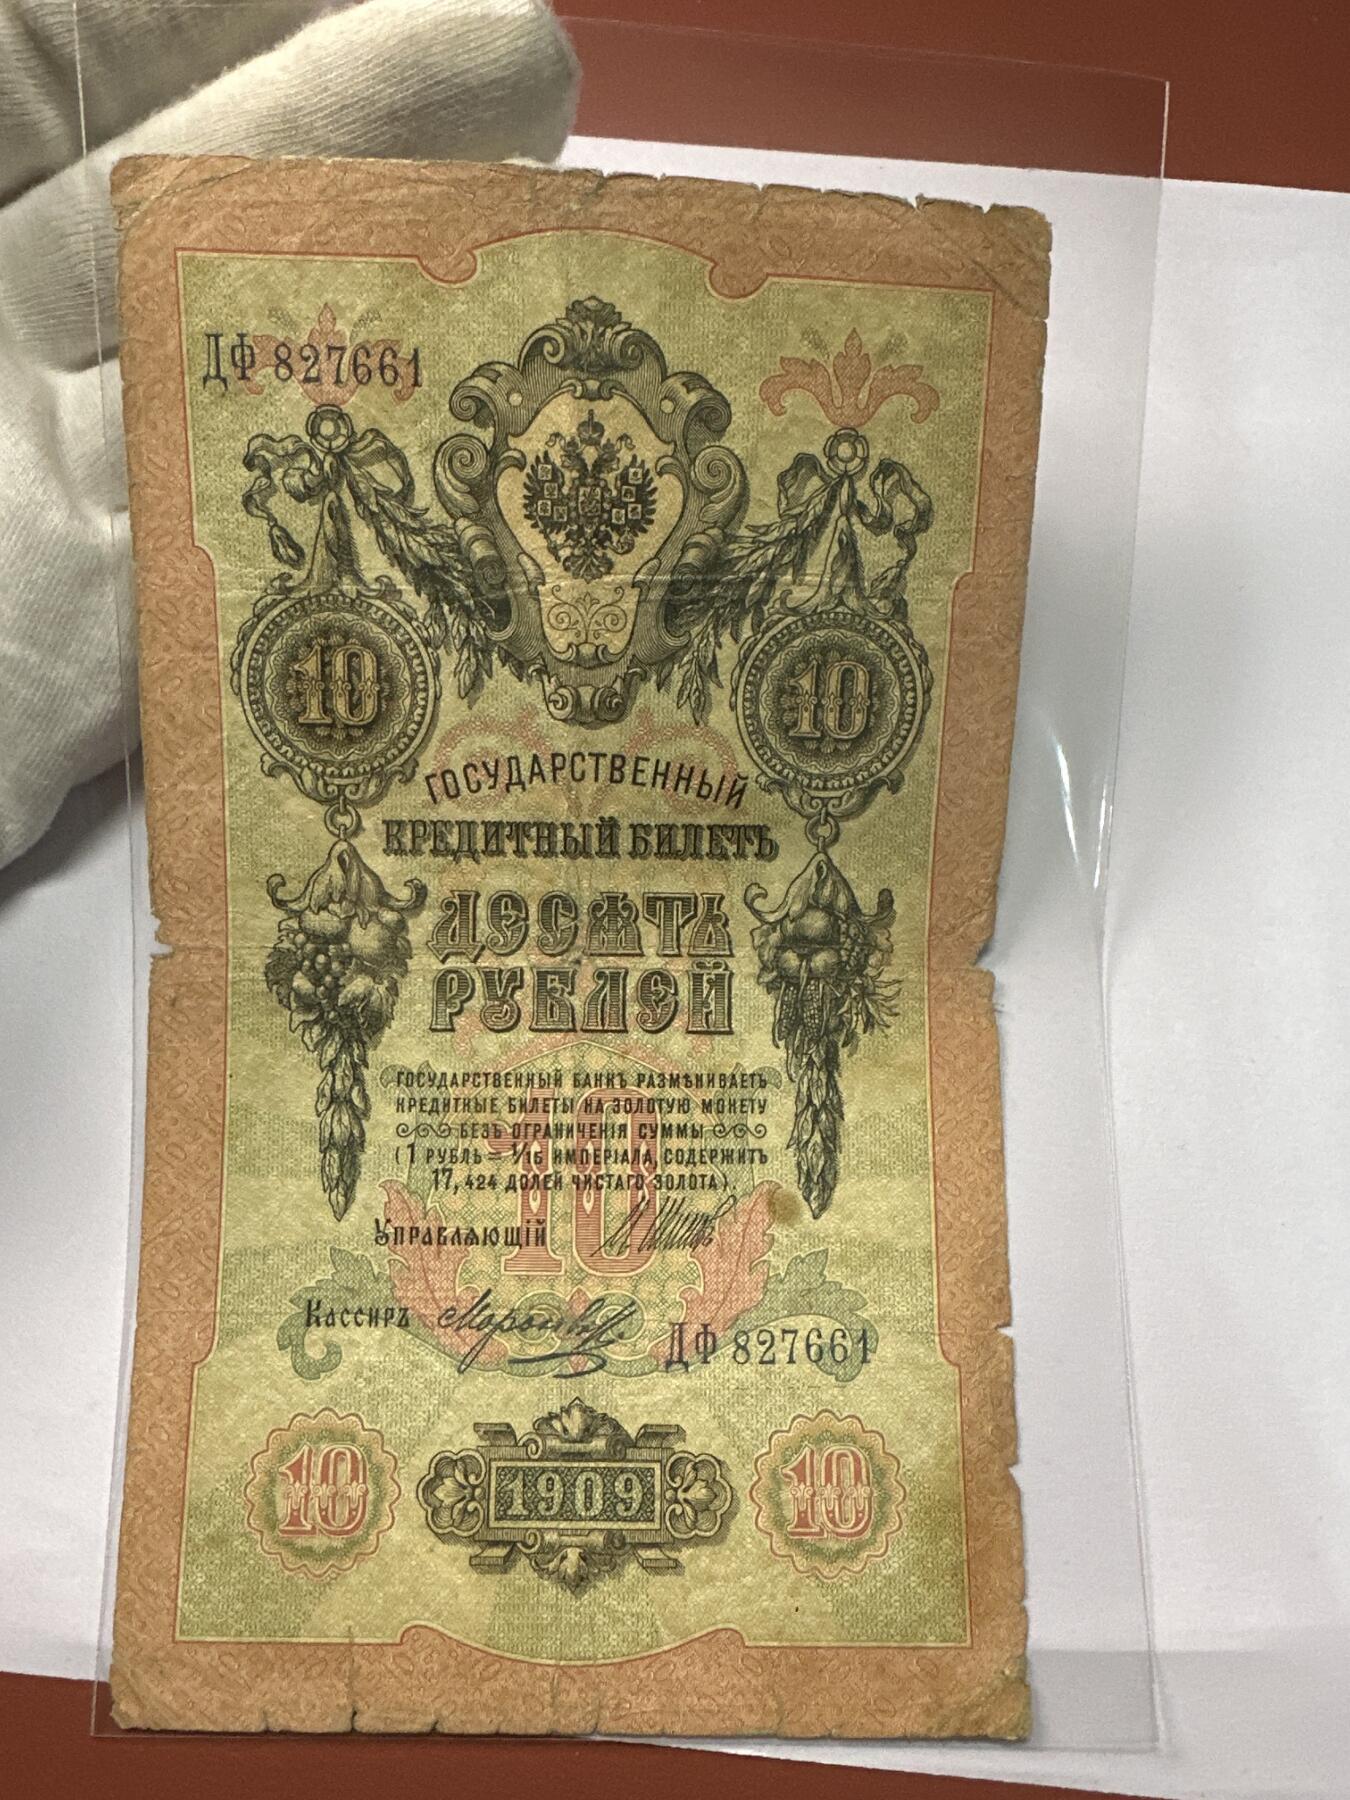 ДФ 827661
10 10
ГОСУДАРСТВЕННЫЙ
КРЕДИТНЫЙ БИЛЕТЪ
ДЕСЯТЬ
РУБЛЕЙ
10
ГОСУДАРСТВЕННЫЙ БАНКЪ РАЗМѢНИВАЕТЪ
КРЕДИТНЫЕ БИЛЕТЫ НА ЗОЛОТУЮ МОНЕТУ
БЕЗЪ ОГРАНИЧЕНІЯ СУММЫ
(1 РУБЛЬ = 1/15 ИМПЕРІАЛА, СОДЕРЖИТЪ
17,424 ДОЛЕЙ ЧИСТАГО ЗОЛОТА).
УПРАВЛЯЮЩІЙ И. Шипов
КАССИРЪ
ДФ 827661
10 1909 10